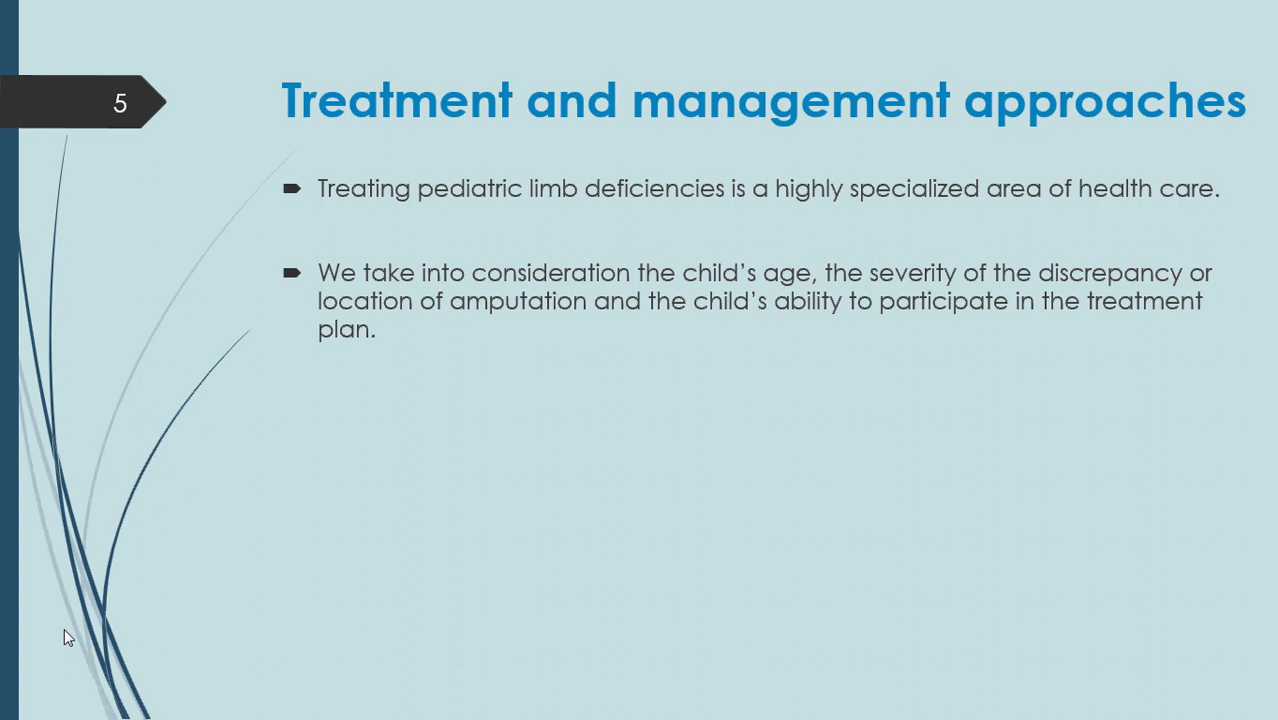 5
Treatment and management approaches
Treating pediatric limb deficiencies is a highly specialized area of health care.
We take into consideration the child’s age, the severity of the discrepancy or
location of amputation and the child’s ability to participate in the treatment
plan.